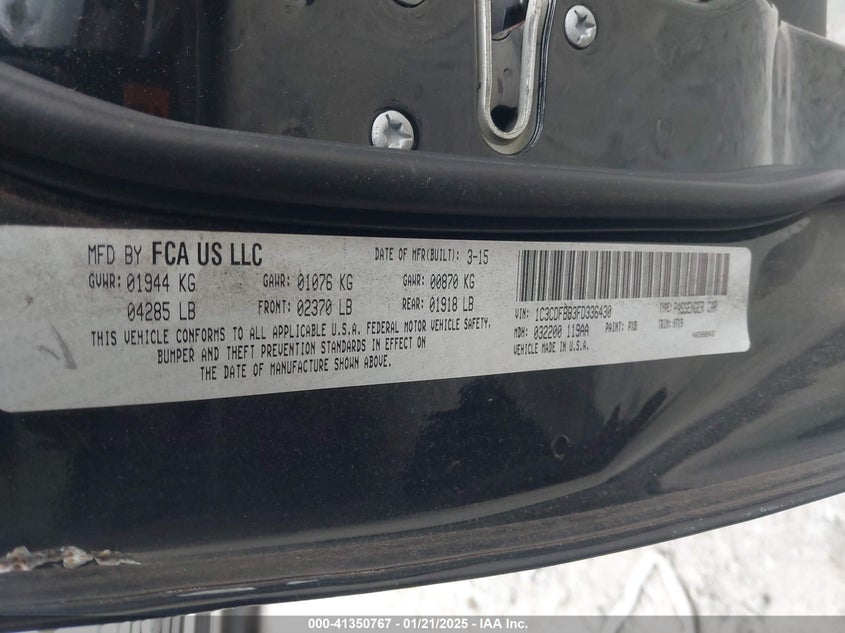 MFD BY FCA US LLC DATE OF MFR(BUILT): 3-15
GVWR: 01944 KG GAWR: 01076 KG GAWR: 00870 KG
04285 LB FRONT: 02370 LB REAR: 01918 LB
THIS VEHICLE CONFORMS TO ALL APPLICABLE U.S.A. FEDERAL MOTOR VEHICLE SAFETY,
BUMPER AND THEFT PREVENTION STANDARDS IN EFFECT ON
THE DATE OF MANUFACTURE SHOWN ABOVE.
VIN: 1C3CDFBB3FD336430 TYPE: PASSENGER CAR
MDH: 032200 119AA PAINT: PXB TRIM:
VEHICLE MADE IN U.S.A.
000-41350767 - 01/21/2025 - IAA Inc.